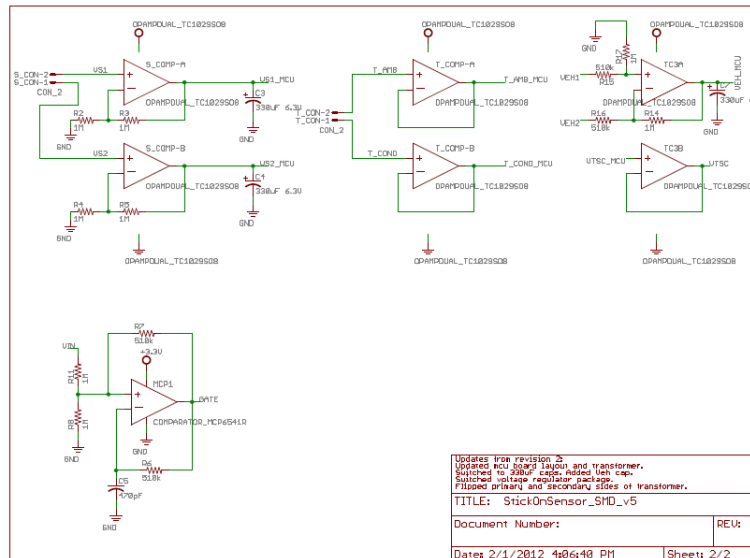 OPAMPDUAL_TC1029SO8
S_CON-2
S_CON-1
CON_2
VS1
S_COMP-A
VS1_MCU
OPAMPDUAL_TC1029SO8
C3
330uF 6.3V
GND
R2
1M
R3
1M
GND
VS2
S_COMP-B
VS2_MCU
OPAMPDUAL_TC1029SO8
C4
330uF 6.3V
GND
R4
1M
R5
1M
GND
OPAMPDUAL_TC1029SO8
OPAMPDUAL_TC1029SO8
T_AMB
T_COMP-A
T_AMB_MCU
OPAMPDUAL_TC1029SO8
T_CON-2
T_CON-1
CON_2
T_COND
T_COMP-B
T_COND_MCU
OPAMPDUAL_TC1029SO8
OPAMPDUAL_TC1029SO8
GND
R17
1M
OPAMPDUAL_TC1029SO8
VEH1
510k
R15
TC3A
VEH_MCU
OPAMPDUAL_TC1029SO8
330uF 6
GND
VEH2
R16
510k
R14
1M
VTSC_MCU
TC3B
VTSC
OPAMPDUAL_TC1029SO8
OPAMPDUAL_TC1029SO8
VIN
R11
1M
R8
1M
GND
R7
510k
+3.3V
MCP1
GATE
COMPARATOR_MCP6541R
GND
R6
510k
C5
470pF
GND
Updates from revision 2:
Updated mcu board layout and transformer.
Switched to 330uF caps. Added Veh cap.
Switched voltage regulator package.
Flipped primary and secondary sides of transformer.
TITLE: StickOnSensor_SMD_v5
Document Number:
REV:
Date: 2/1/2012 4:06:40 PM
Sheet: 2/2